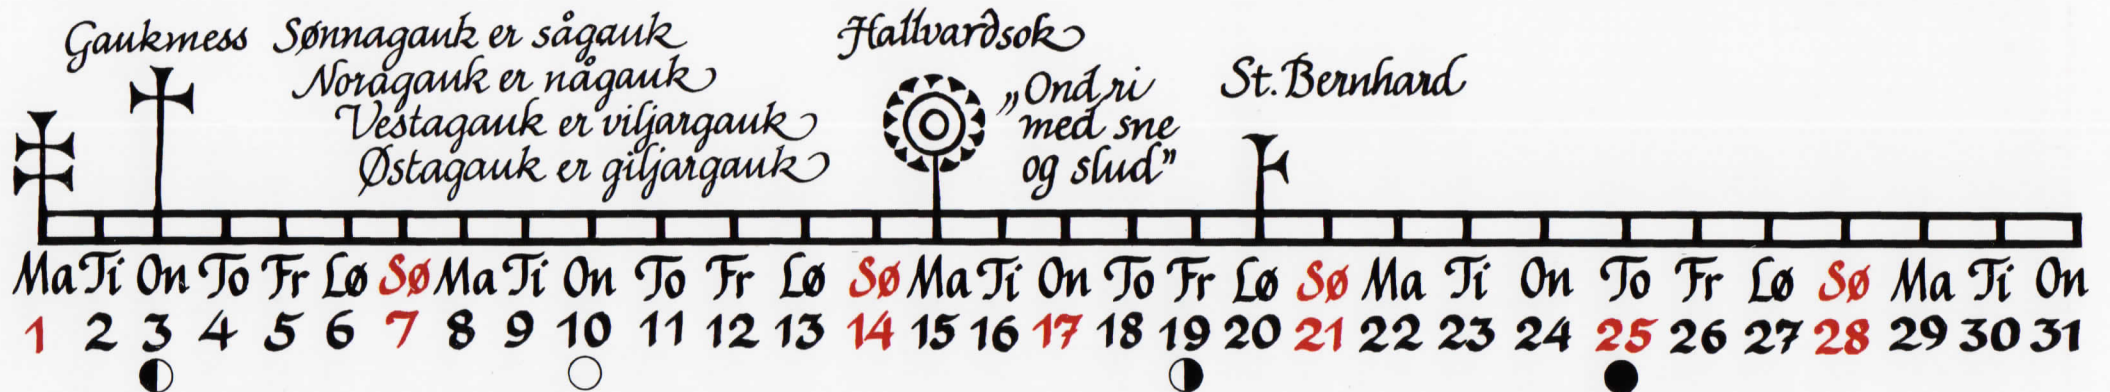 Gaukmess
Sønnagauk er sågauk
Noragauk er någauk
Vestagauk er viljargauk
Østagauk er giljargauk
Hallvardsok
„Ond ri
med sne
og slud”
St. Bernhard
Ma Ti On To Fr Lø Sø Ma Ti On To Fr Lø Sø Ma Ti On To Fr Lø Sø Ma Ti On To Fr Lø Sø Ma Ti On
1 2 3 4 5 6 7 8 9 10 11 12 13 14 15 16 17 18 19 20 21 22 23 24 25 26 27 28 29 30 31